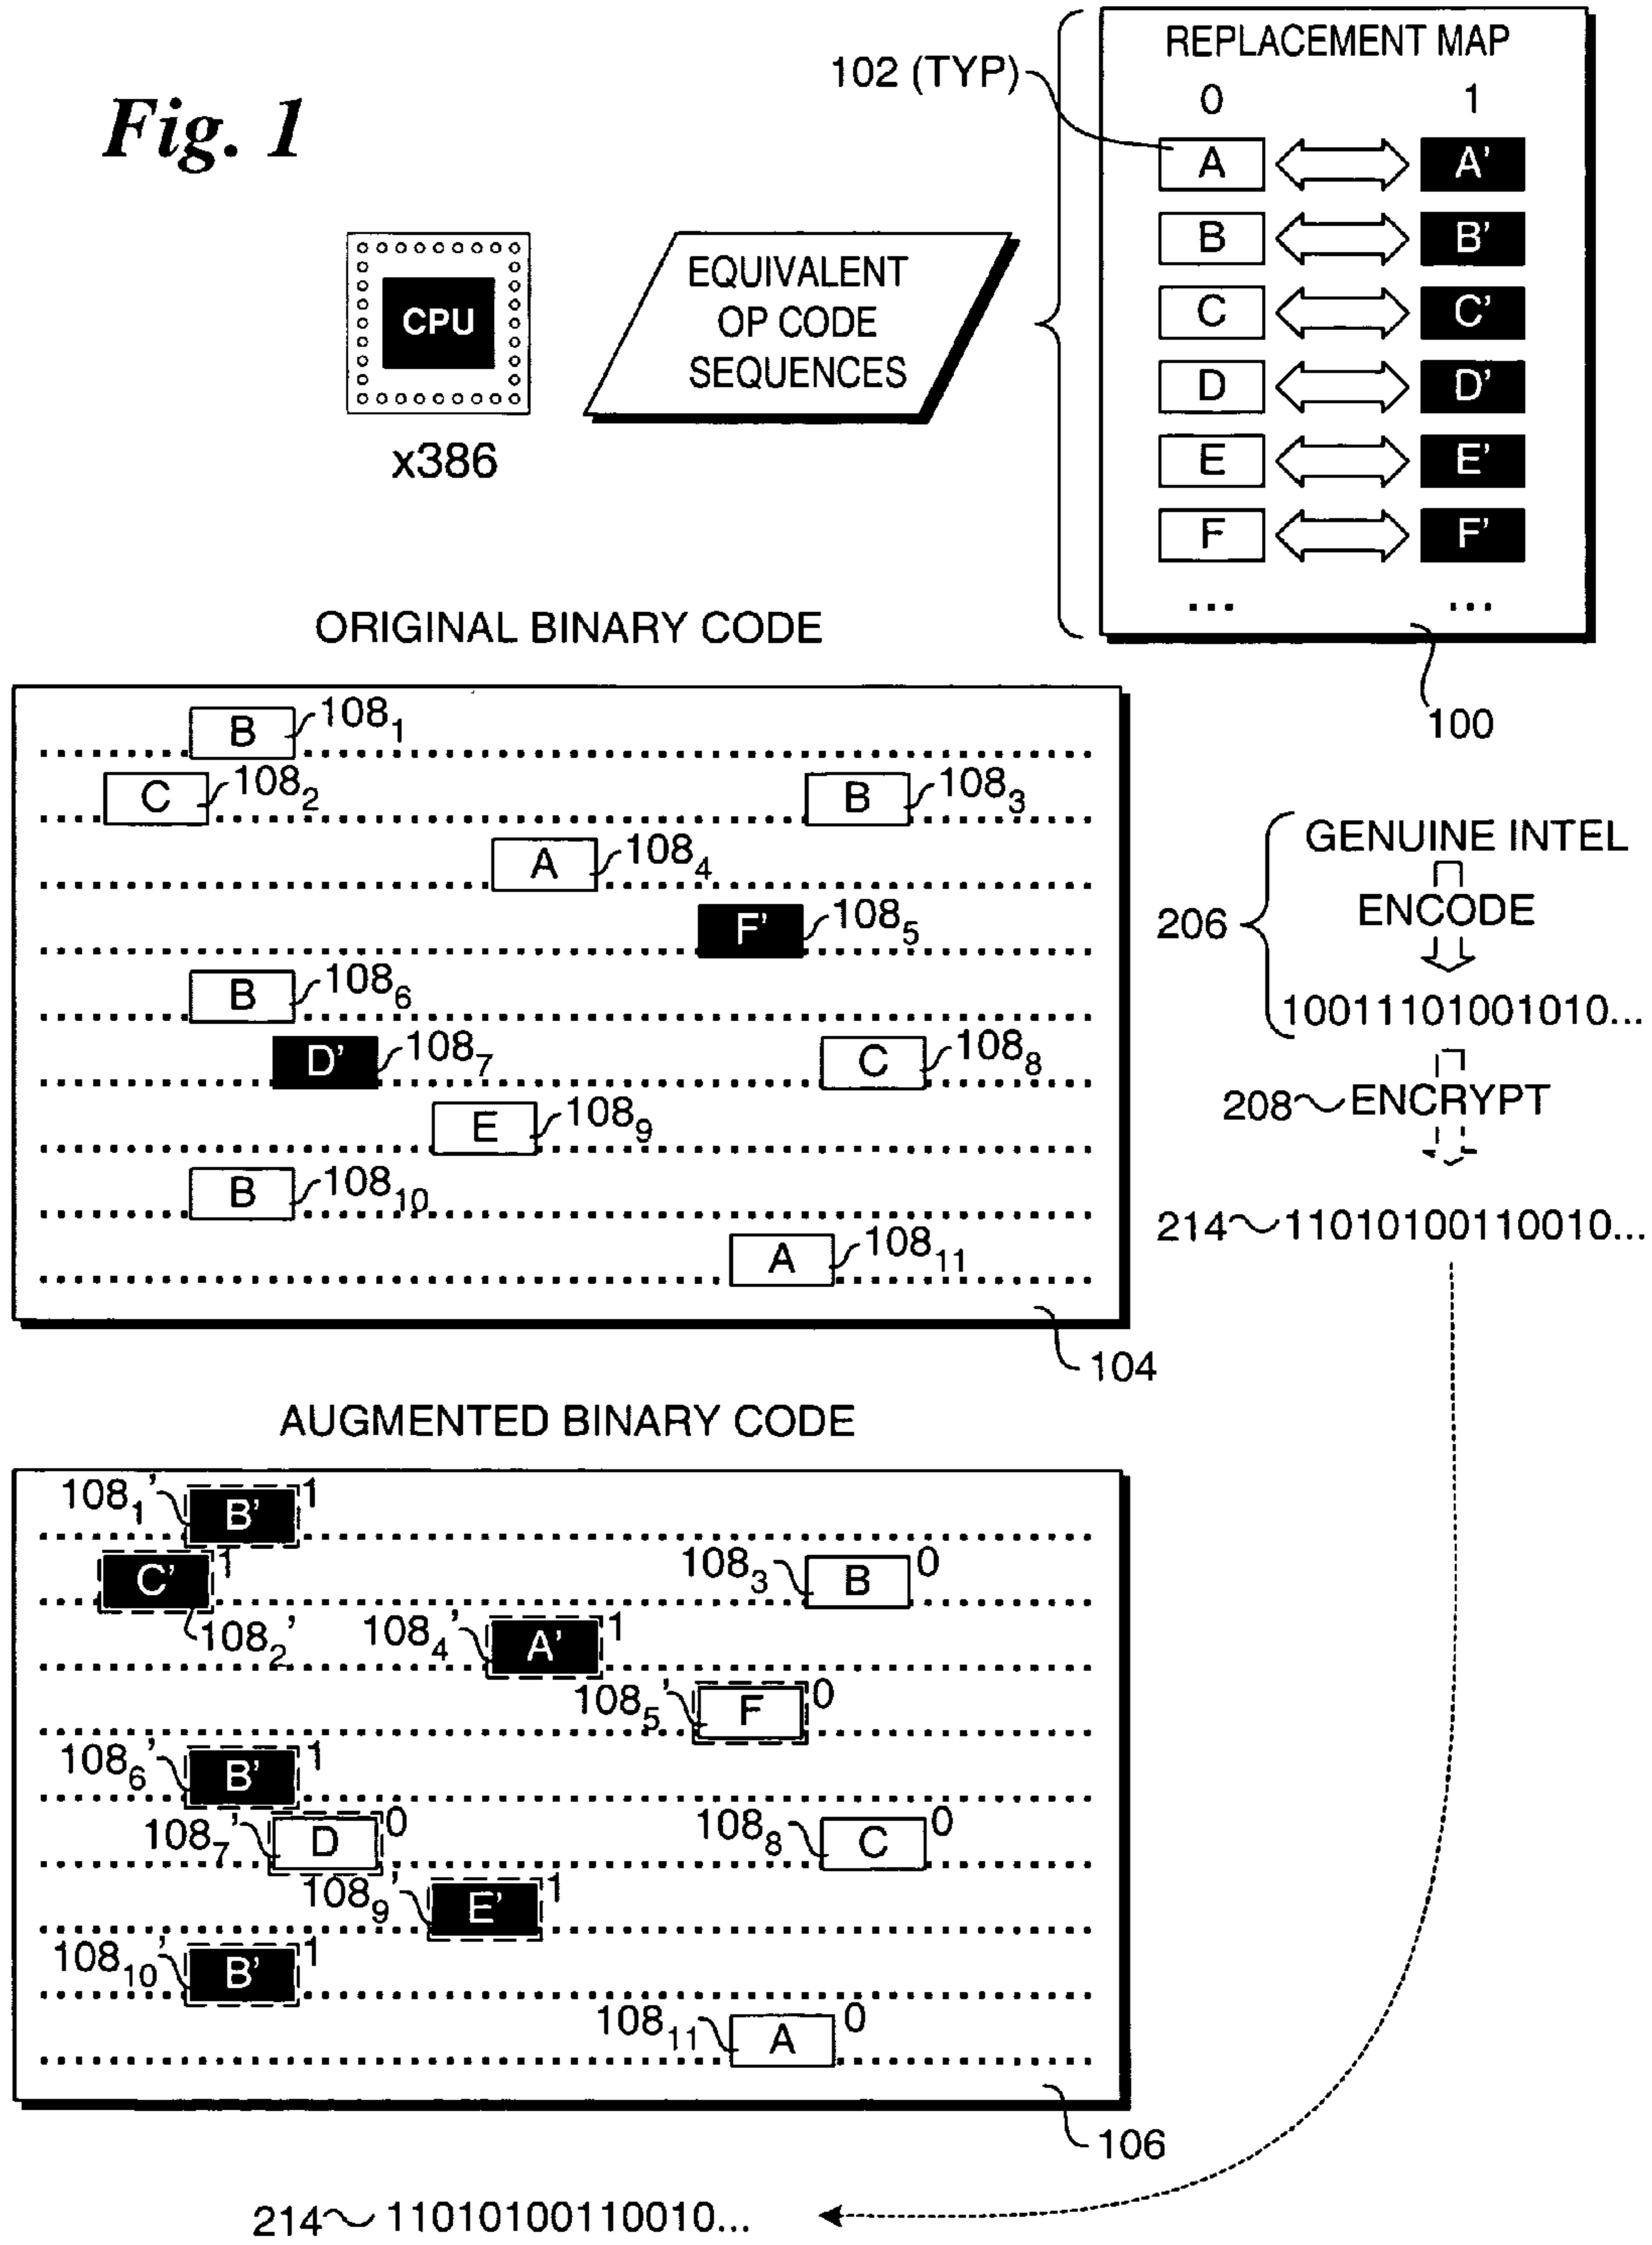 Fig. 1
102 (TYP)
REPLACEMENT MAP
0 1
A A'
B B'
C C'
D D'
E E'
F F'
... ...
100
CPU
x386
EQUIVALENT
OP CODE
SEQUENCES
ORIGINAL BINARY CODE
B 108₁
C 108₂ B 108₃
A 108₄
F' 108₅
B 108₆
D' 108₇ C 108₈
E 108₉
B 108₁₀
A 108₁₁
104
206 GENUINE INTEL
ENCODE
10011101001010...
208 ENCRYPT
214 11010100110010...
AUGMENTED BINARY CODE
108₁' B' 1
C' 1 108₃ B 0
108₂' 108₄' A' 1
108₅' F 0
108₆' B' 1
108₇' D 0 108₈ C 0
108₉' E' 1
108₁₀' B' 1
108₁₁ A 0
106
214 11010100110010...